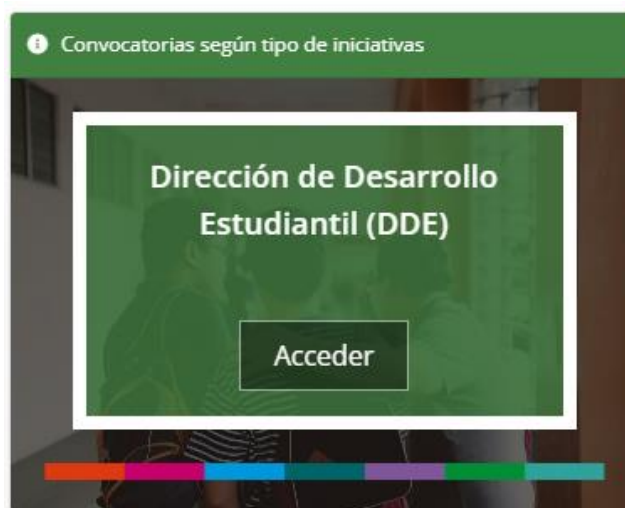 Convocatorias según tipo de iniciativas
Dirección de Desarrollo
Estudiantil (DDE)
Acceder